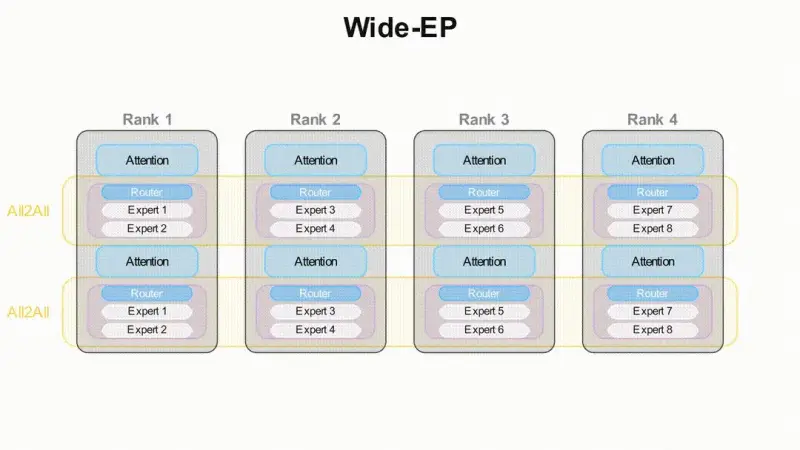 Wide-EP
Rank 1 Rank 2 Rank 3 Rank 4
Attention Attention Attention Attention
All2All
Router Router Router Router
Expert 1 Expert 3 Expert 5 Expert 7
Expert 2 Expert 4 Expert 6 Expert 8
Attention Attention Attention Attention
All2All
Router Router Router Router
Expert 1 Expert 3 Expert 5 Expert 7
Expert 2 Expert 4 Expert 6 Expert 8